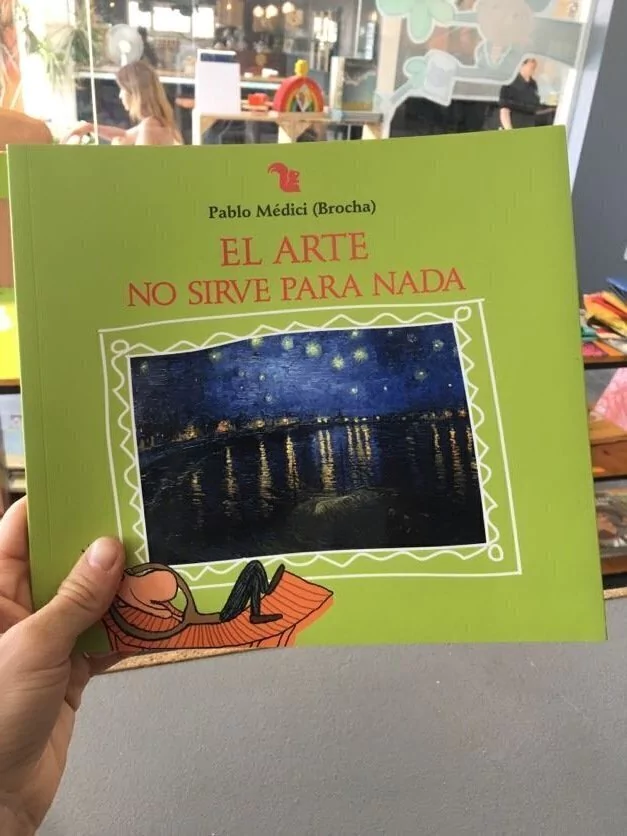 Pablo Médici (Brocha)
EL ARTE
NO SIRVE PARA NADA